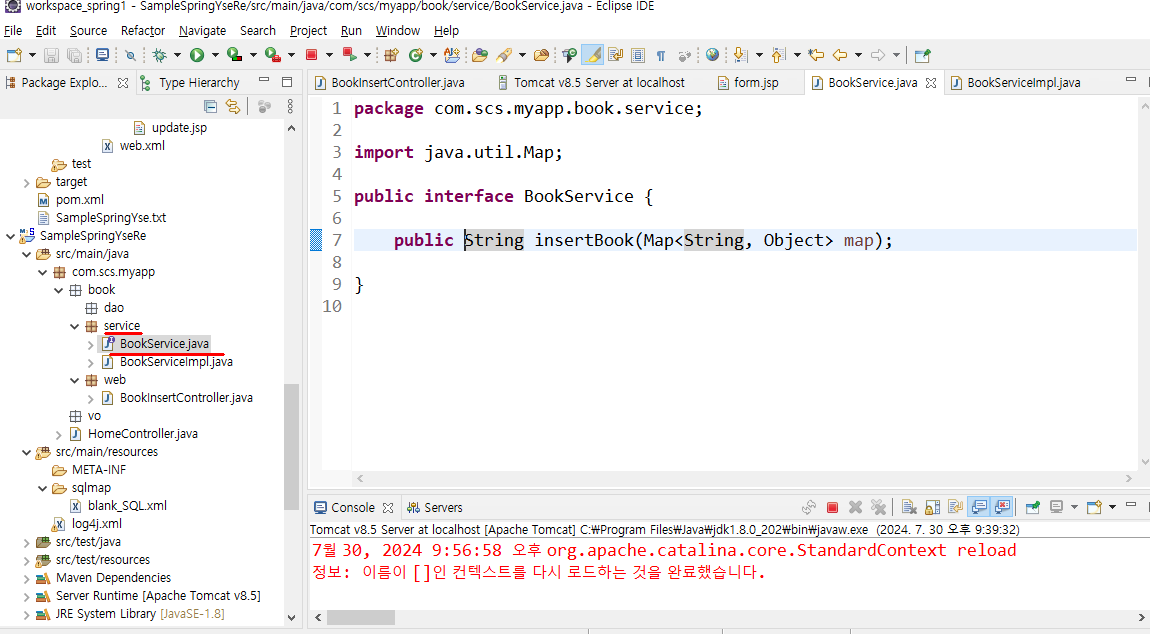 workspace_spring1 - SampleSpringYseRe/src/main/java/com/scs/myapp/book/service/BookService.java - Eclipse IDE
File Edit Source Refactor Navigate Search Project Run Window Help
Package Explo... Type Hierarchy
update.jsp
web.xml
test
target
pom.xml
SampleSpringYse.txt
SampleSpringYseRe
src/main/java
com.scs.myapp
book
dao
service
BookService.java
BookServiceImpl.java
web
BookInsertController.java
vo
HomeController.java
src/main/resources
META-INF
sqlmap
blank_SQL.xml
log4j.xml
src/test/java
src/test/resources
Maven Dependencies
Server Runtime [Apache Tomcat v8.5]
JRE System Library [JavaSE-1.8]
BookInsertController.java Tomcat v8.5 Server at localhost form.jsp BookService.java BookServiceImpl.java
1 package com.scs.myapp.book.service;
2
3 import java.util.Map;
4
5 public interface BookService {
6
7 public String insertBook(Map<String, Object> map);
8
9 }
10
Console Servers
Tomcat v8.5 Server at localhost [Apache Tomcat] C:₩Program Files₩Java₩jdk1.8.0_202₩bin₩javaw.exe (2024. 7. 30 오후 9:39:32)
7월 30, 2024 9:56:58 오후 org.apache.catalina.core.StandardContext reload
정보: 이름이 []인 컨텍스트를 다시 로드하는 것을 완료했습니다.